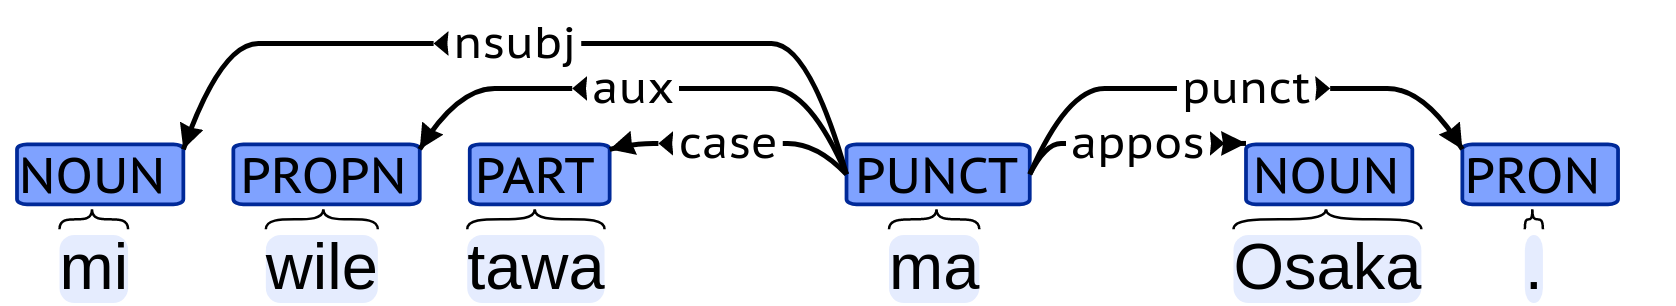 nsubj
aux punct
case appos
NOUN PROPN PART PUNCT NOUN PRON
mi wile tawa ma Osaka .